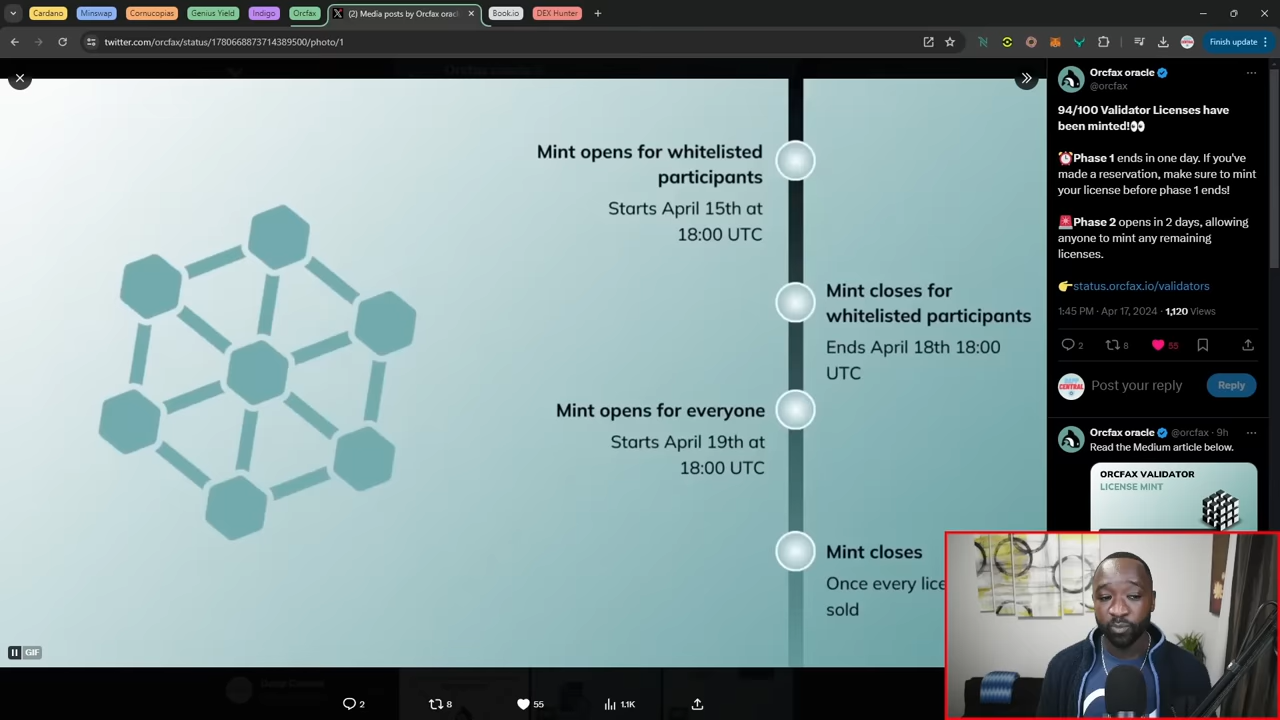 Cardano
Minswap
Cornucopias
Genius Yield
Indigo
Orcfax
(2) Media posts by Orcfax orac
Book.io
DEX Hunter
twitter.com/orcfax/status/1780668873714389500/photo/1
Finish update
Mint opens for whitelisted
participants
Starts April 15th at
18:00 UTC
Mint closes for
whitelisted participants
Ends April 18th 18:00
UTC
Mint opens for everyone
Starts April 19th at
18:00 UTC
Mint closes
Once every lice
sold
GIF
2
8
55
1.1K
Orcfax oracle
@orcfax
94/100 Validator Licenses have
been minted!👀
⏰Phase 1 ends in one day. If you've
made a reservation, make sure to mint
your license before phase 1 ends!
🚨Phase 2 opens in 2 days, allowing
anyone to mint any remaining
licenses.
👉status.orcfax.io/validators
1:45 PM · Apr 17, 2024 · 1,120 Views
2
8
55
Post your reply
Reply
Orcfax oracle @orcfax · 9h
Read the Medium article below.
ORCFAX VALIDATOR
LICENSE MINT